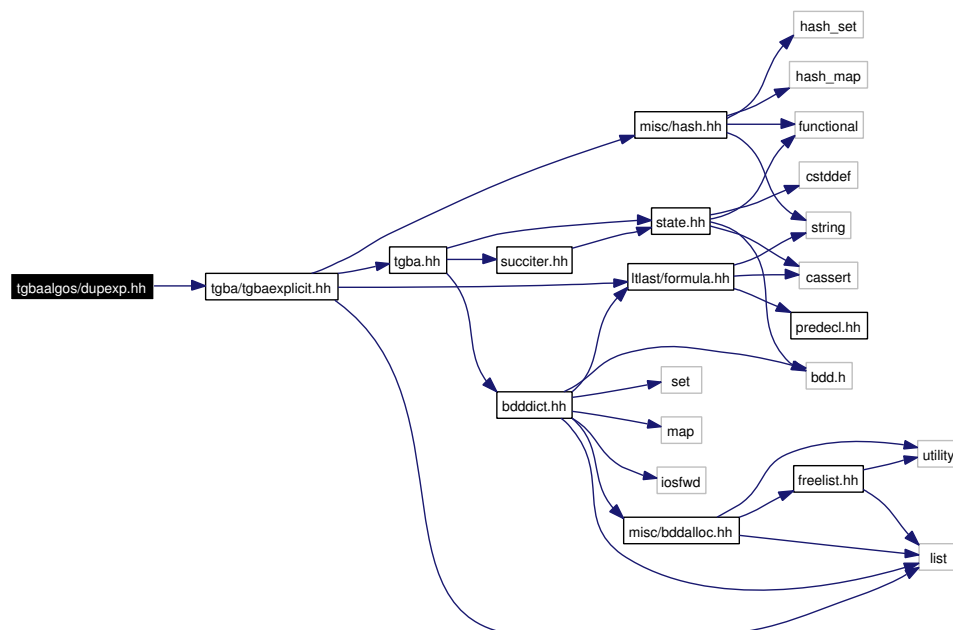 hash_set
hash_map
misc/hash.hh
functional
cstddef
state.hh
string
tgba.hh
succiter.hh
ltlast/formula.hh
cassert
tgbaalgos/dupexp.hh
tgba/tgbaexplicit.hh
predecl.hh
set
bdd.h
bdddict.hh
map
utility
iosfwd
freelist.hh
misc/bddalloc.hh
list